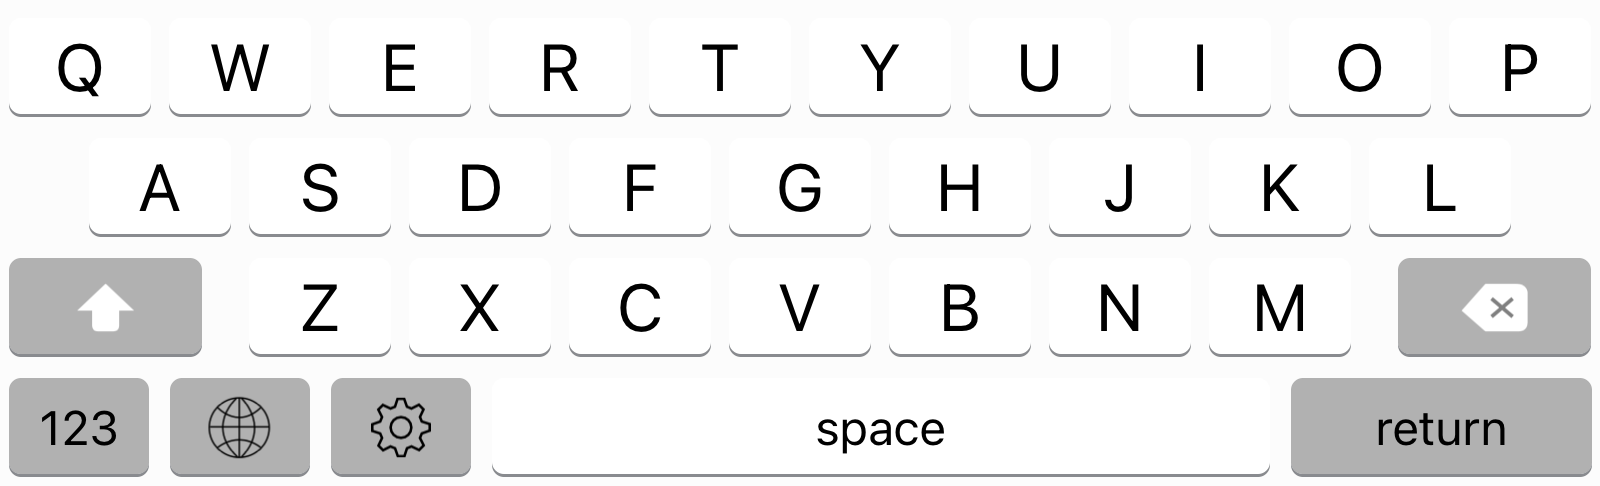 Q W E R T Y U I O P
A S D F G H J K L
Z X C V B N M
123 space return